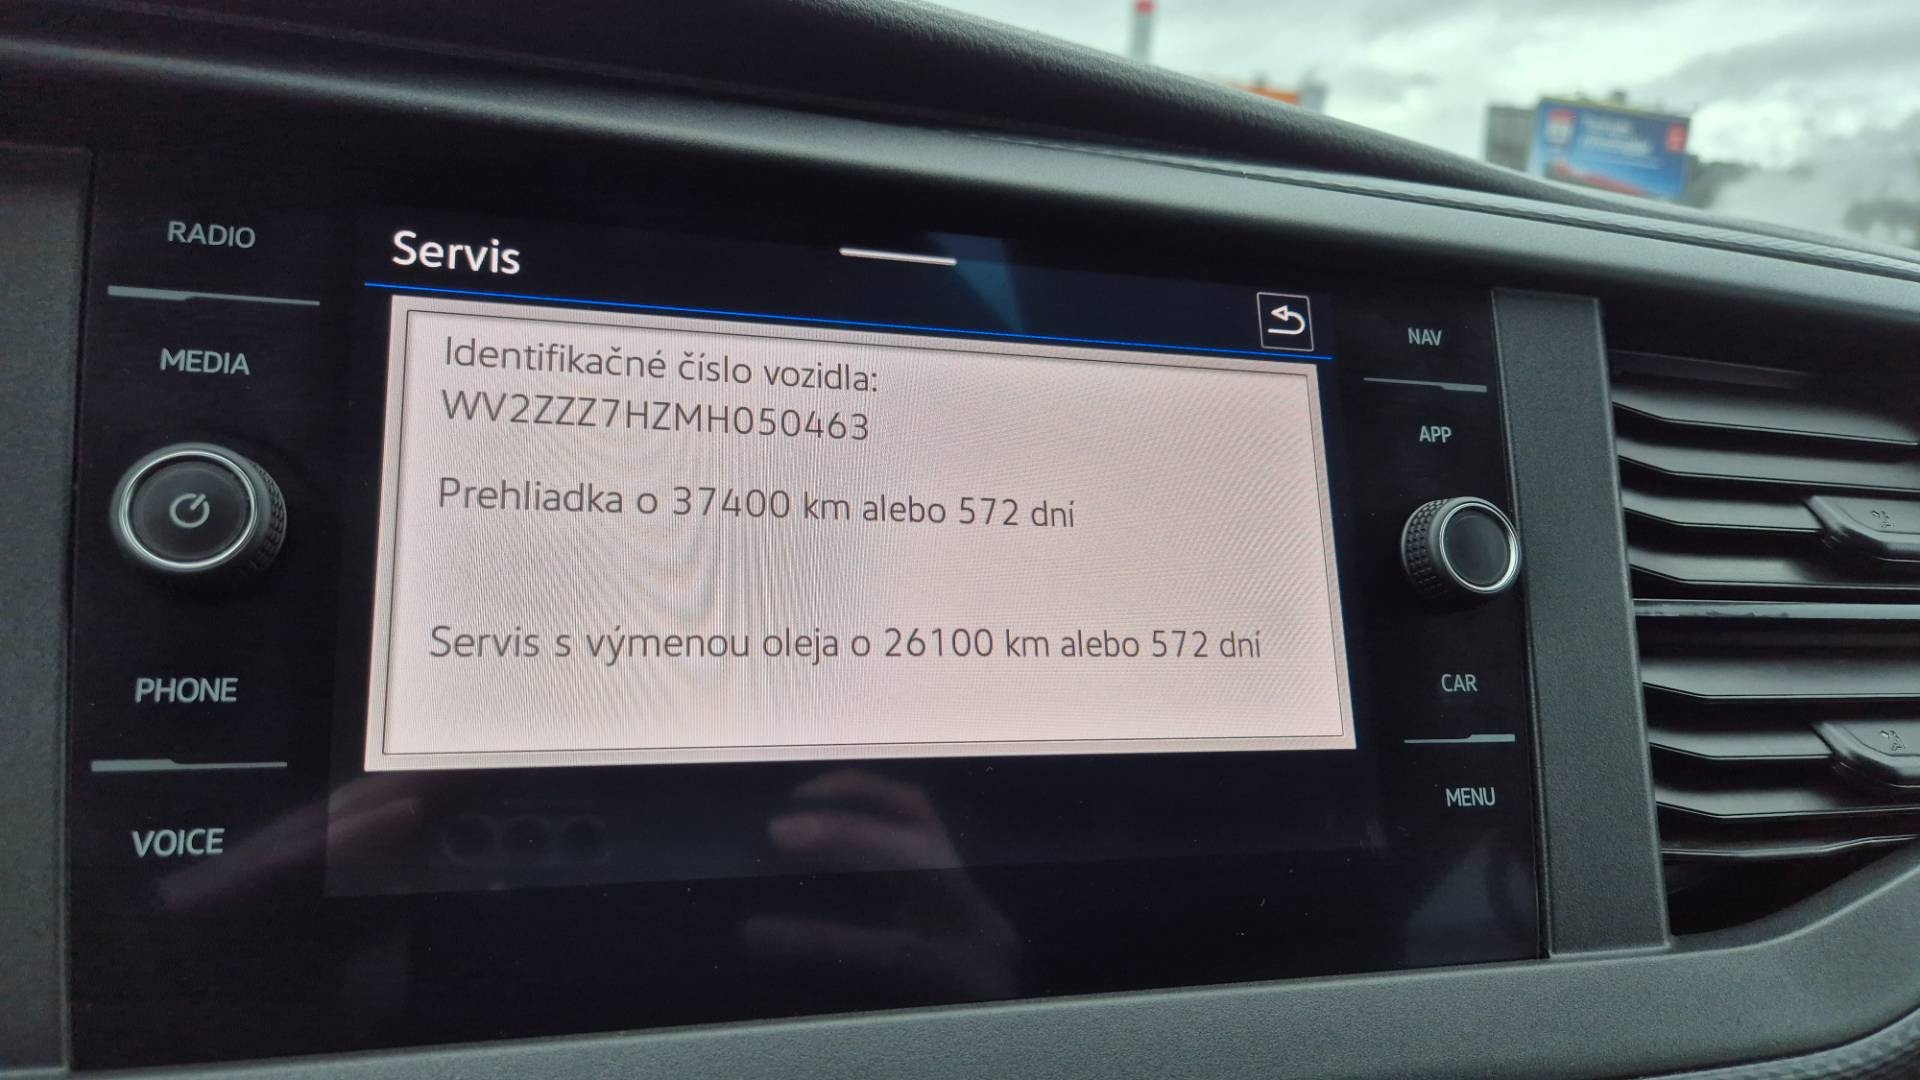 RADIO
MEDIA
PHONE
VOICE
Servis
Identifikačné číslo vozidla:
WV2ZZZ7HZMH050463
Prehliadka o 37400 km alebo 572 dní
Servis s výmenou oleja o 26100 km alebo 572 dní
NAV
APP
CAR
MENU